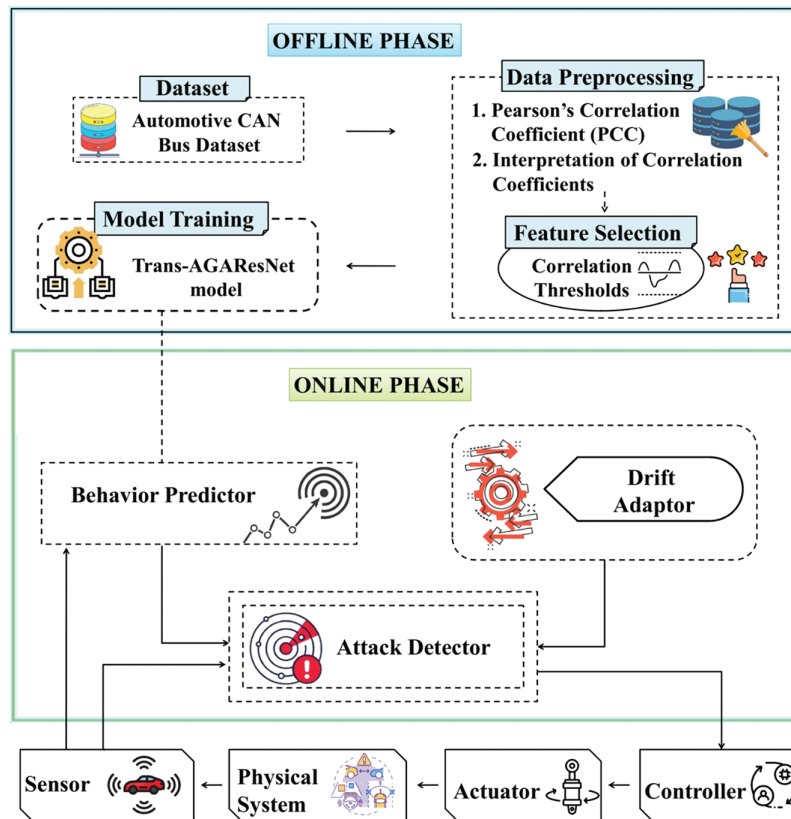 OFFLINE PHASE
Dataset
Automotive CAN
Bus Dataset
Data Preprocessing
1. Pearson's Correlation
Coefficient (PCC)
2. Interpretation of Correlation
Coefficients
Feature Selection
Correlation
Thresholds
Model Training
Trans-AGAResNet
model
ONLINE PHASE
Behavior Predictor
Drift
Adaptor
Attack Detector
Sensor
Physical
System
Actuator
Controller